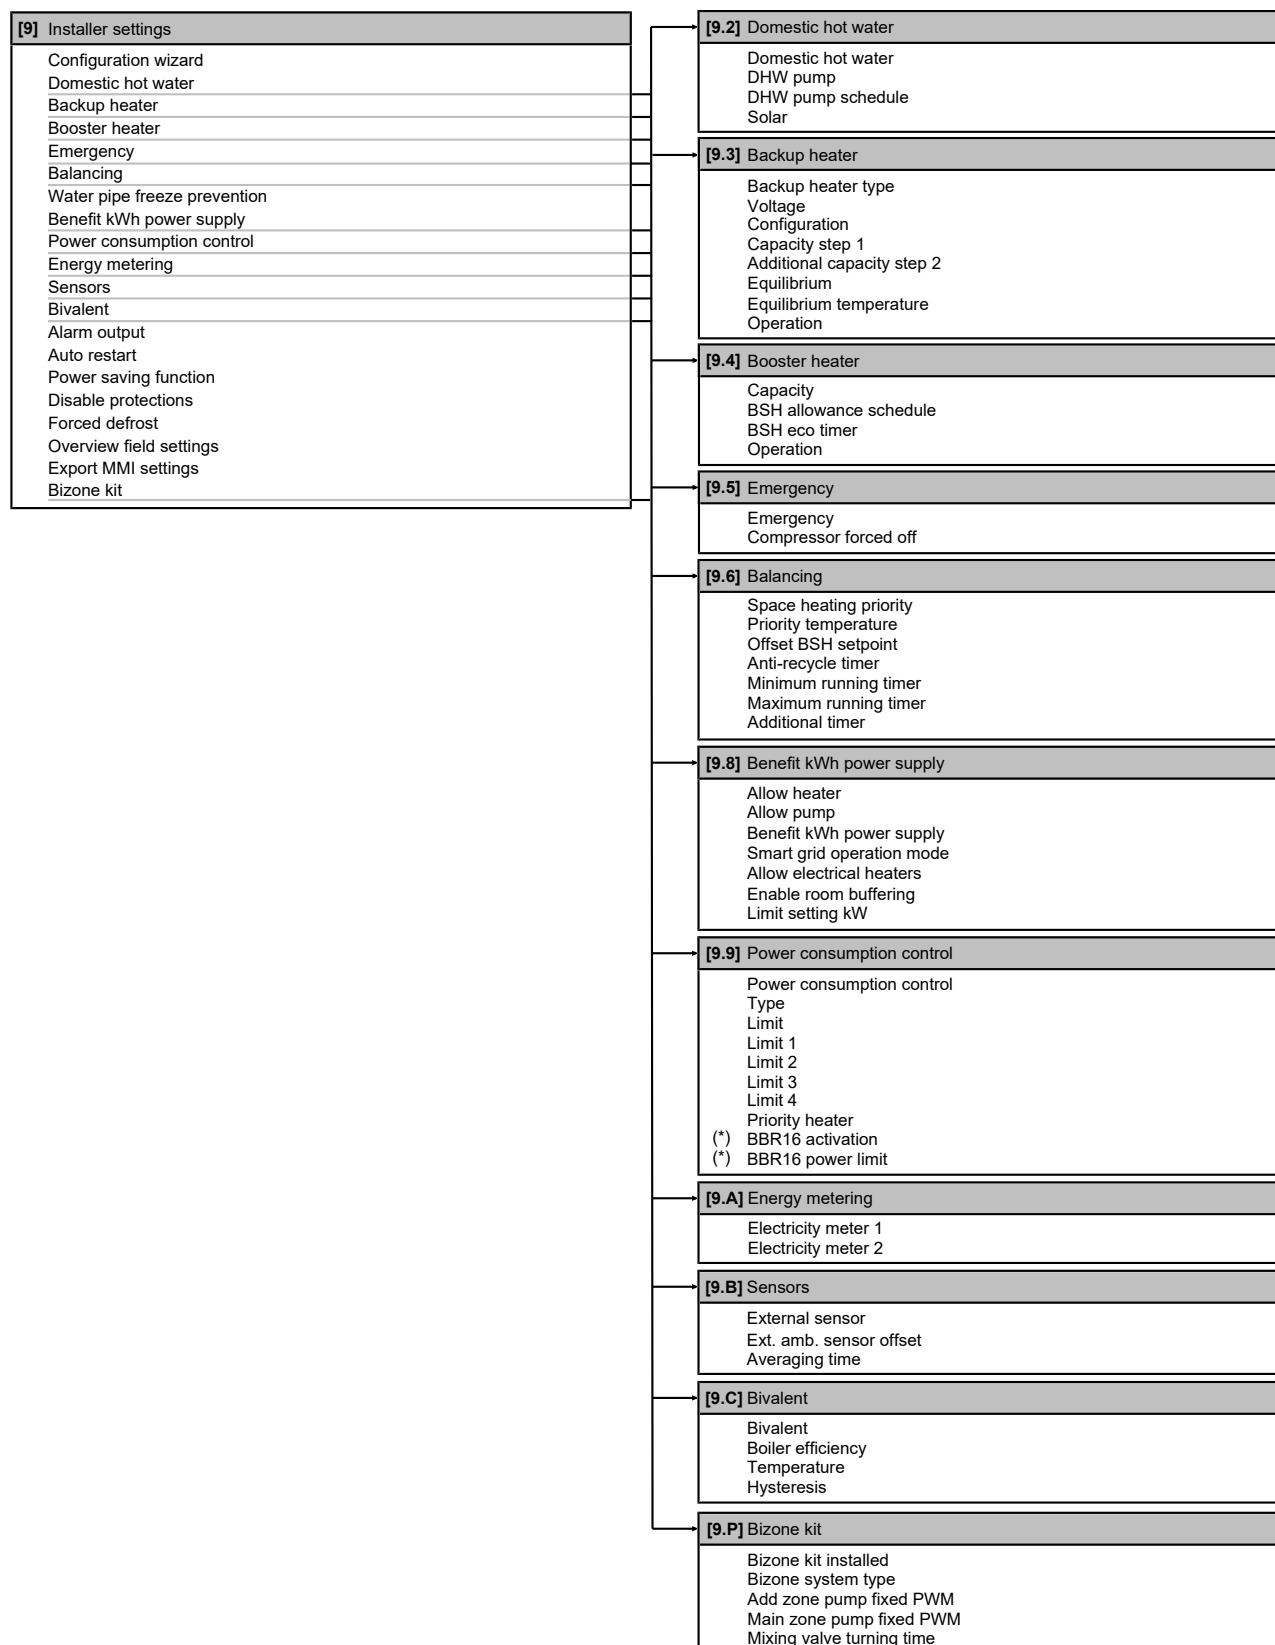 [9] Installer settings
Configuration wizard
Domestic hot water
Backup heater
Booster heater
Emergency
Balancing
Water pipe freeze prevention
Benefit kWh power supply
Power consumption control
Energy metering
Sensors
Bivalent
Alarm output
Auto restart
Power saving function
Disable protections
Forced defrost
Overview field settings
Export MMI settings
Bizone kit
[9.2] Domestic hot water
Domestic hot water
DHW pump
DHW pump schedule
Solar
[9.3] Backup heater
Backup heater type
Voltage
Configuration
Capacity step 1
Additional capacity step 2
Equilibrium
Equilibrium temperature
Operation
[9.4] Booster heater
Capacity
BSH allowance schedule
BSH eco timer
Operation
[9.5] Emergency
Emergency
Compressor forced off
[9.6] Balancing
Space heating priority
Priority temperature
Offset BSH setpoint
Anti-recycle timer
Minimum running timer
Maximum running timer
Additional timer
[9.8] Benefit kWh power supply
Allow heater
Allow pump
Benefit kWh power supply
Smart grid operation mode
Allow electrical heaters
Enable room buffering
Limit setting kW
[9.9] Power consumption control
Power consumption control
Type
Limit
Limit 1
Limit 2
Limit 3
Limit 4
Priority heater
(*) BBR16 activation
(*) BBR16 power limit
[9.A] Energy metering
Electricity meter 1
Electricity meter 2
[9.B] Sensors
External sensor
Ext. amb. sensor offset
Averaging time
[9.C] Bivalent
Bivalent
Boiler efficiency
Temperature
Hysteresis
[9.P] Bizone kit
Bizone kit installed
Bizone system type
Add zone pump fixed PWM
Main zone pump fixed PWM
Mixing valve turning time